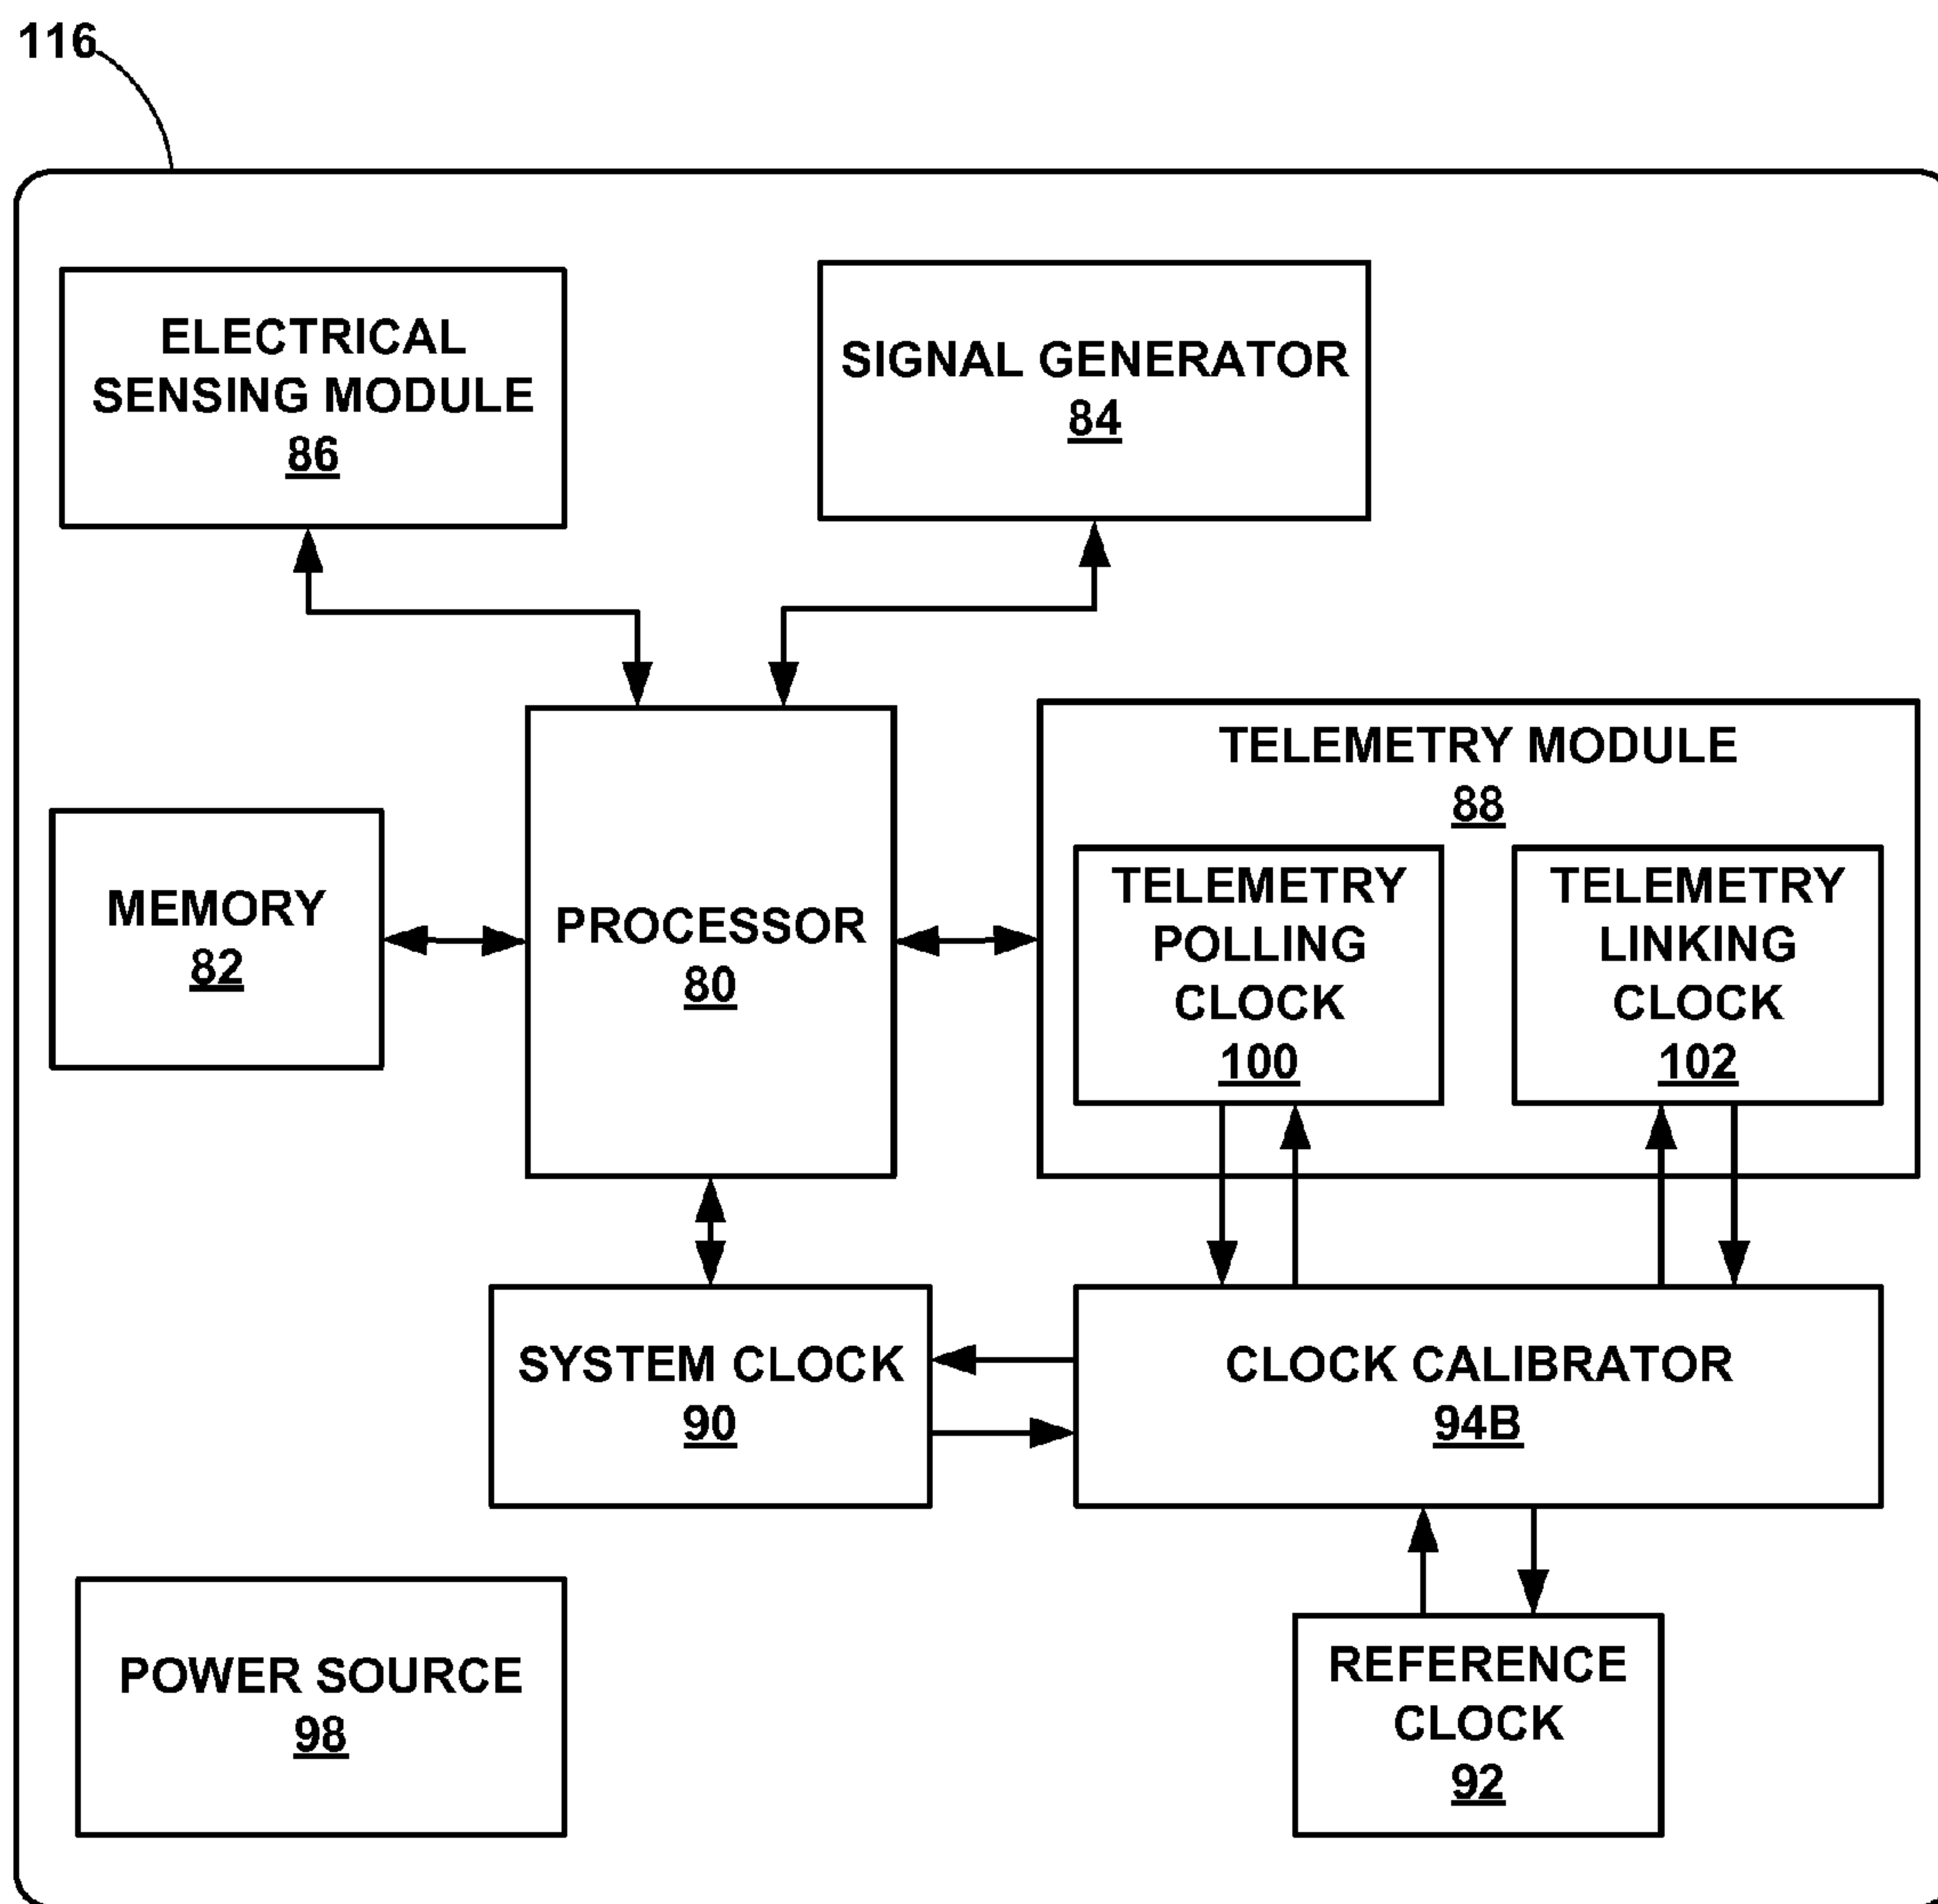 116
ELECTRICAL
SENSING MODULE
86
SIGNAL GENERATOR
84
TELEMETRY MODULE
88
MEMORY
82
PROCESSOR
80
TELEMETRY
POLLING
CLOCK
100
TELEMETRY
LINKING
CLOCK
102
SYSTEM CLOCK
90
CLOCK CALIBRATOR
94B
POWER SOURCE
98
REFERENCE
CLOCK
92